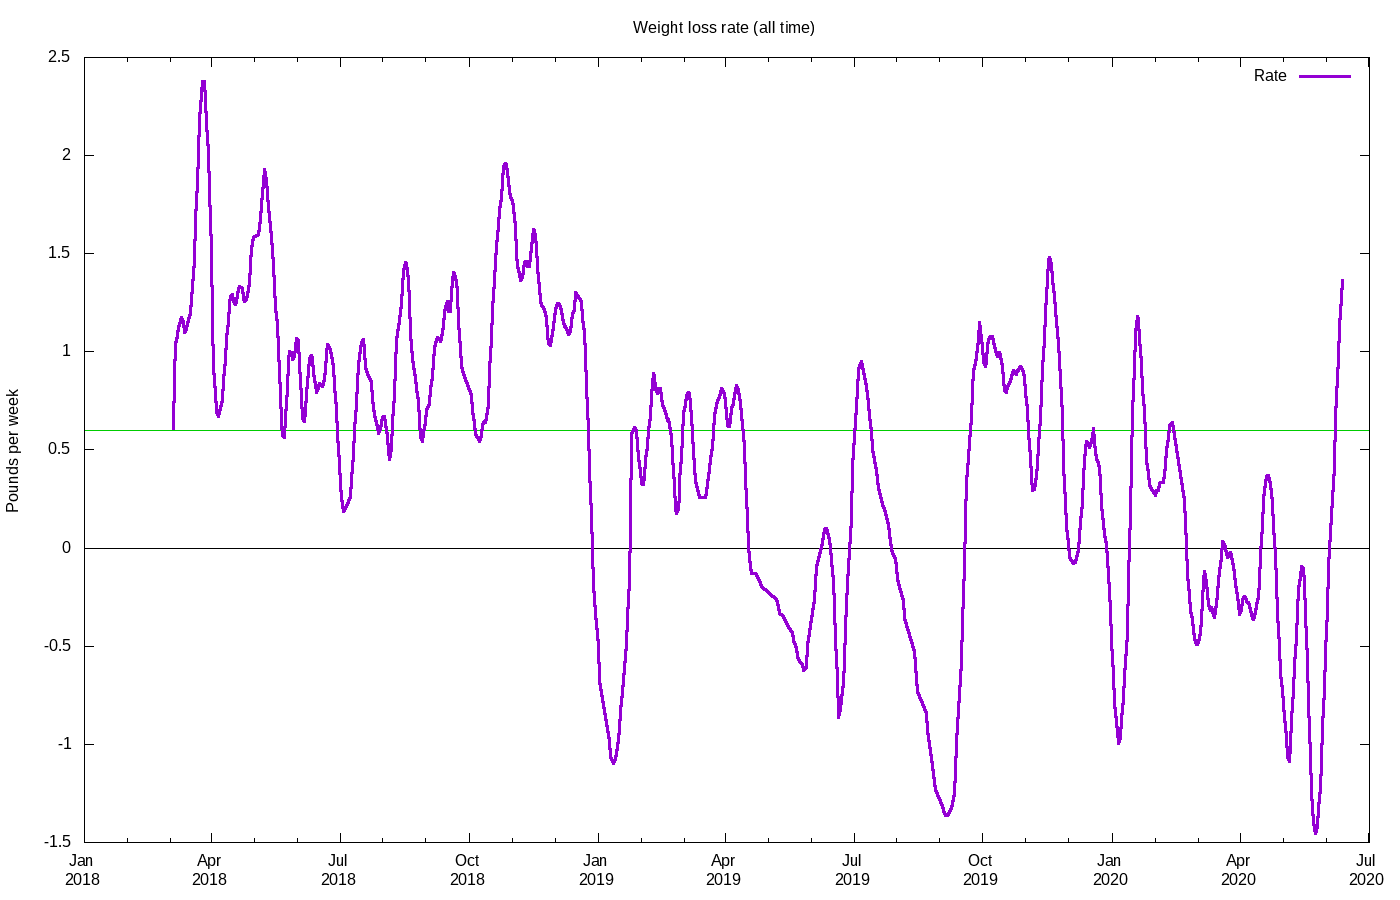 Weight loss rate (all time)
Rate
Pounds per week
2.5
2
1.5
1
0.5
0
-0.5
-1
-1.5
Jan Apr Jul Oct Jan Apr Jul Oct Jan Apr Jul
2018 2018 2018 2018 2019 2019 2019 2019 2020 2020 2020